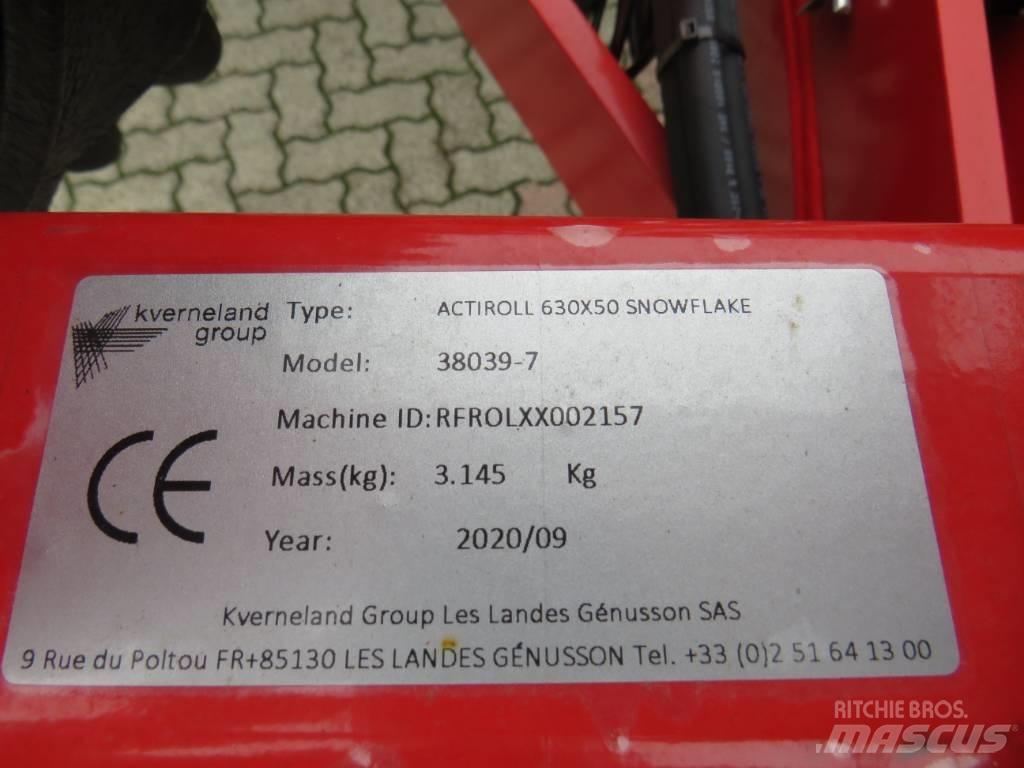 kverneland
group
Type: ACTIROLL 630X50 SNOWFLAKE
Model: 38039-7
Machine ID: RFROLXX002157
Mass(kg): 3.145 Kg
CE
Year: 2020/09
Kverneland Group Les Landes Génusson SAS
9 Rue du Poitou FR+85130 LES LANDES GÉNUSSON Tel. +33 (0)2 51 64 13 00
RITCHIE BROS.
MASCUS